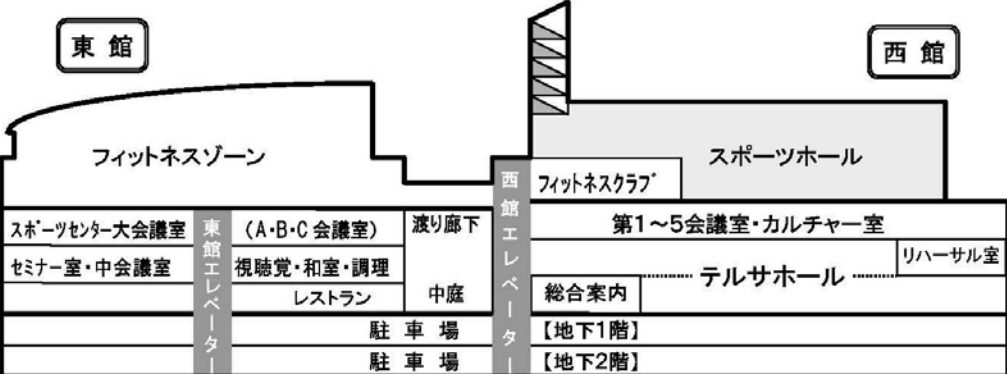 東 館
西 館
フィットネスゾーン
スポーツホール
フィットネスクラブ
西館エレベーター
スポーツセンター大会議室
東館エレベーター
(A・B・C 会議室)
渡り廊下
第1～5会議室・カルチャー室
セミナー室・中会議室
視聴覚・和室・調理
テルサホール
リハーサル室
レストラン
中庭
総合案内
駐 車 場 【地下1階】
駐 車 場 【地下2階】